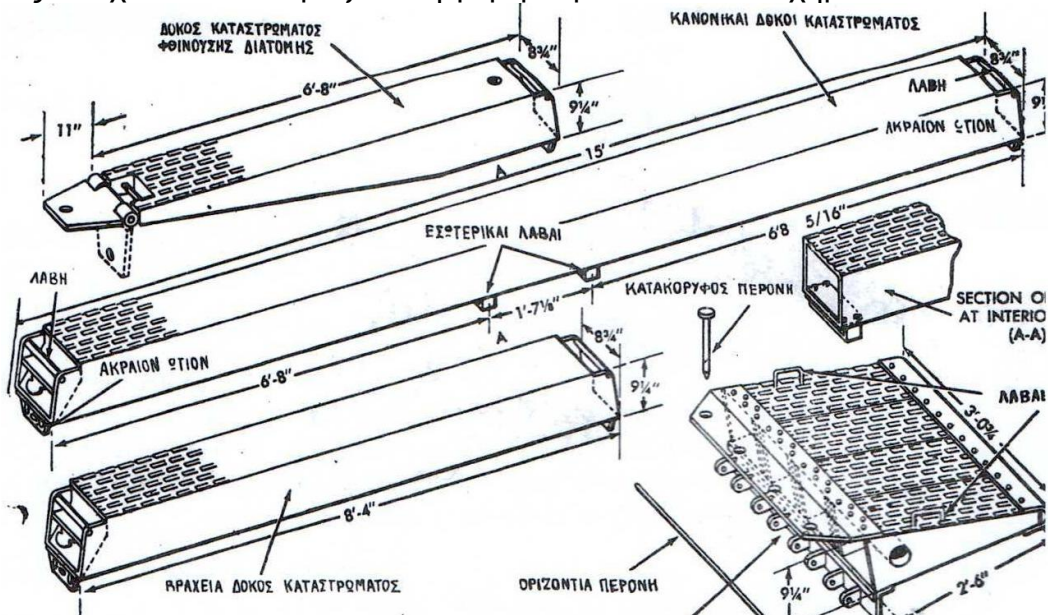 ΔΟΚΟΣ ΚΑΤΑΣΤΡΩΜΑΤΟΣ
ΦΘΙΝΟΥΣΗΣ ΔΙΑΤΟΜΗΣ
ΚΑΝΟΝΙΚΑΙ ΔΟΚΟΙ ΚΑΤΑΣΤΡΩΜΑΤΟΣ
8¾"
8¾"
6'-8"
ΛΑΒΗ
9¼"
11"
ΑΚΡΑΙΟΝ ΩΤΙΟΝ
15'
A
ΕΣΩΤΕΡΙΚΑΙ ΛΑΒΑΙ
6'8 5/16"
ΛΑΒΗ
ΚΑΤΑΚΟΡΥΦΟΣ ΠΕΡΟΝΗ
SECTION
AT
(A-A)
1'-7⅛"
A
8¾"
ΑΚΡΑΙΟΝ ΩΤΙΟΝ
6'-8"
9¼"
ΛΑΒΑΙ
3'-0¾"
8'-4"
ΒΡΑΧΕΙΑ ΔΟΚΟΣ ΚΑΤΑΣΤΡΩΜΑΤΟΣ
ΟΡΙΖΟΝΤΙΑ ΠΕΡΟΝΗ
9¼"
2'-6"